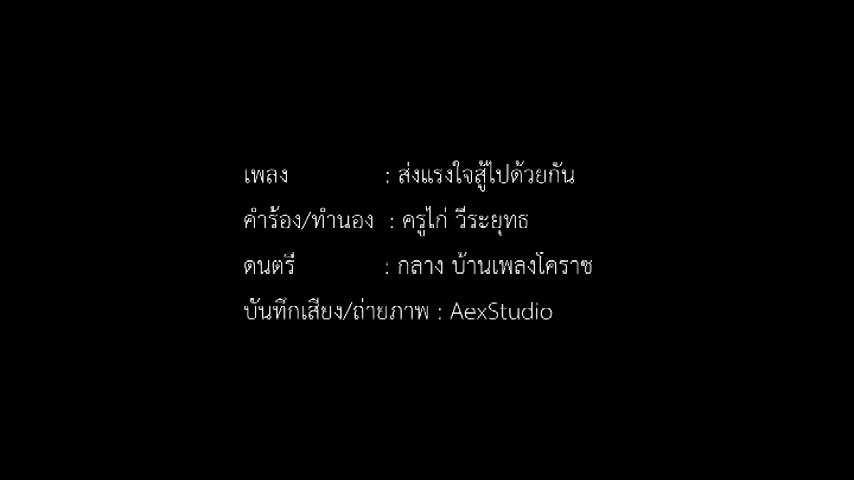 เพลง : ส่งแรงใจสู้ไปด้วยกัน
คำร้อง/ทำนอง : ครูไก่ วีระยุทธ
ดนตรี : กลาง บ้านเพลงโคราช
บันทึกเสียง/ถ่ายภาพ : AexStudio